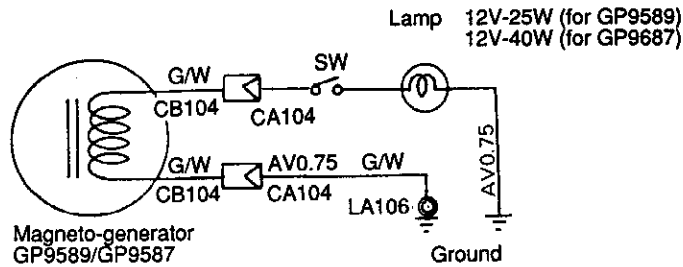 Lamp 12V-25W (for GP9589)
12V-40W (for GP9687)
SW
G/W
CB104
CA104
G/W
AV0.75
G/W
CB104
CA104
LA106
AV0.75
Magneto-generator
GP9589/GP9587
Ground